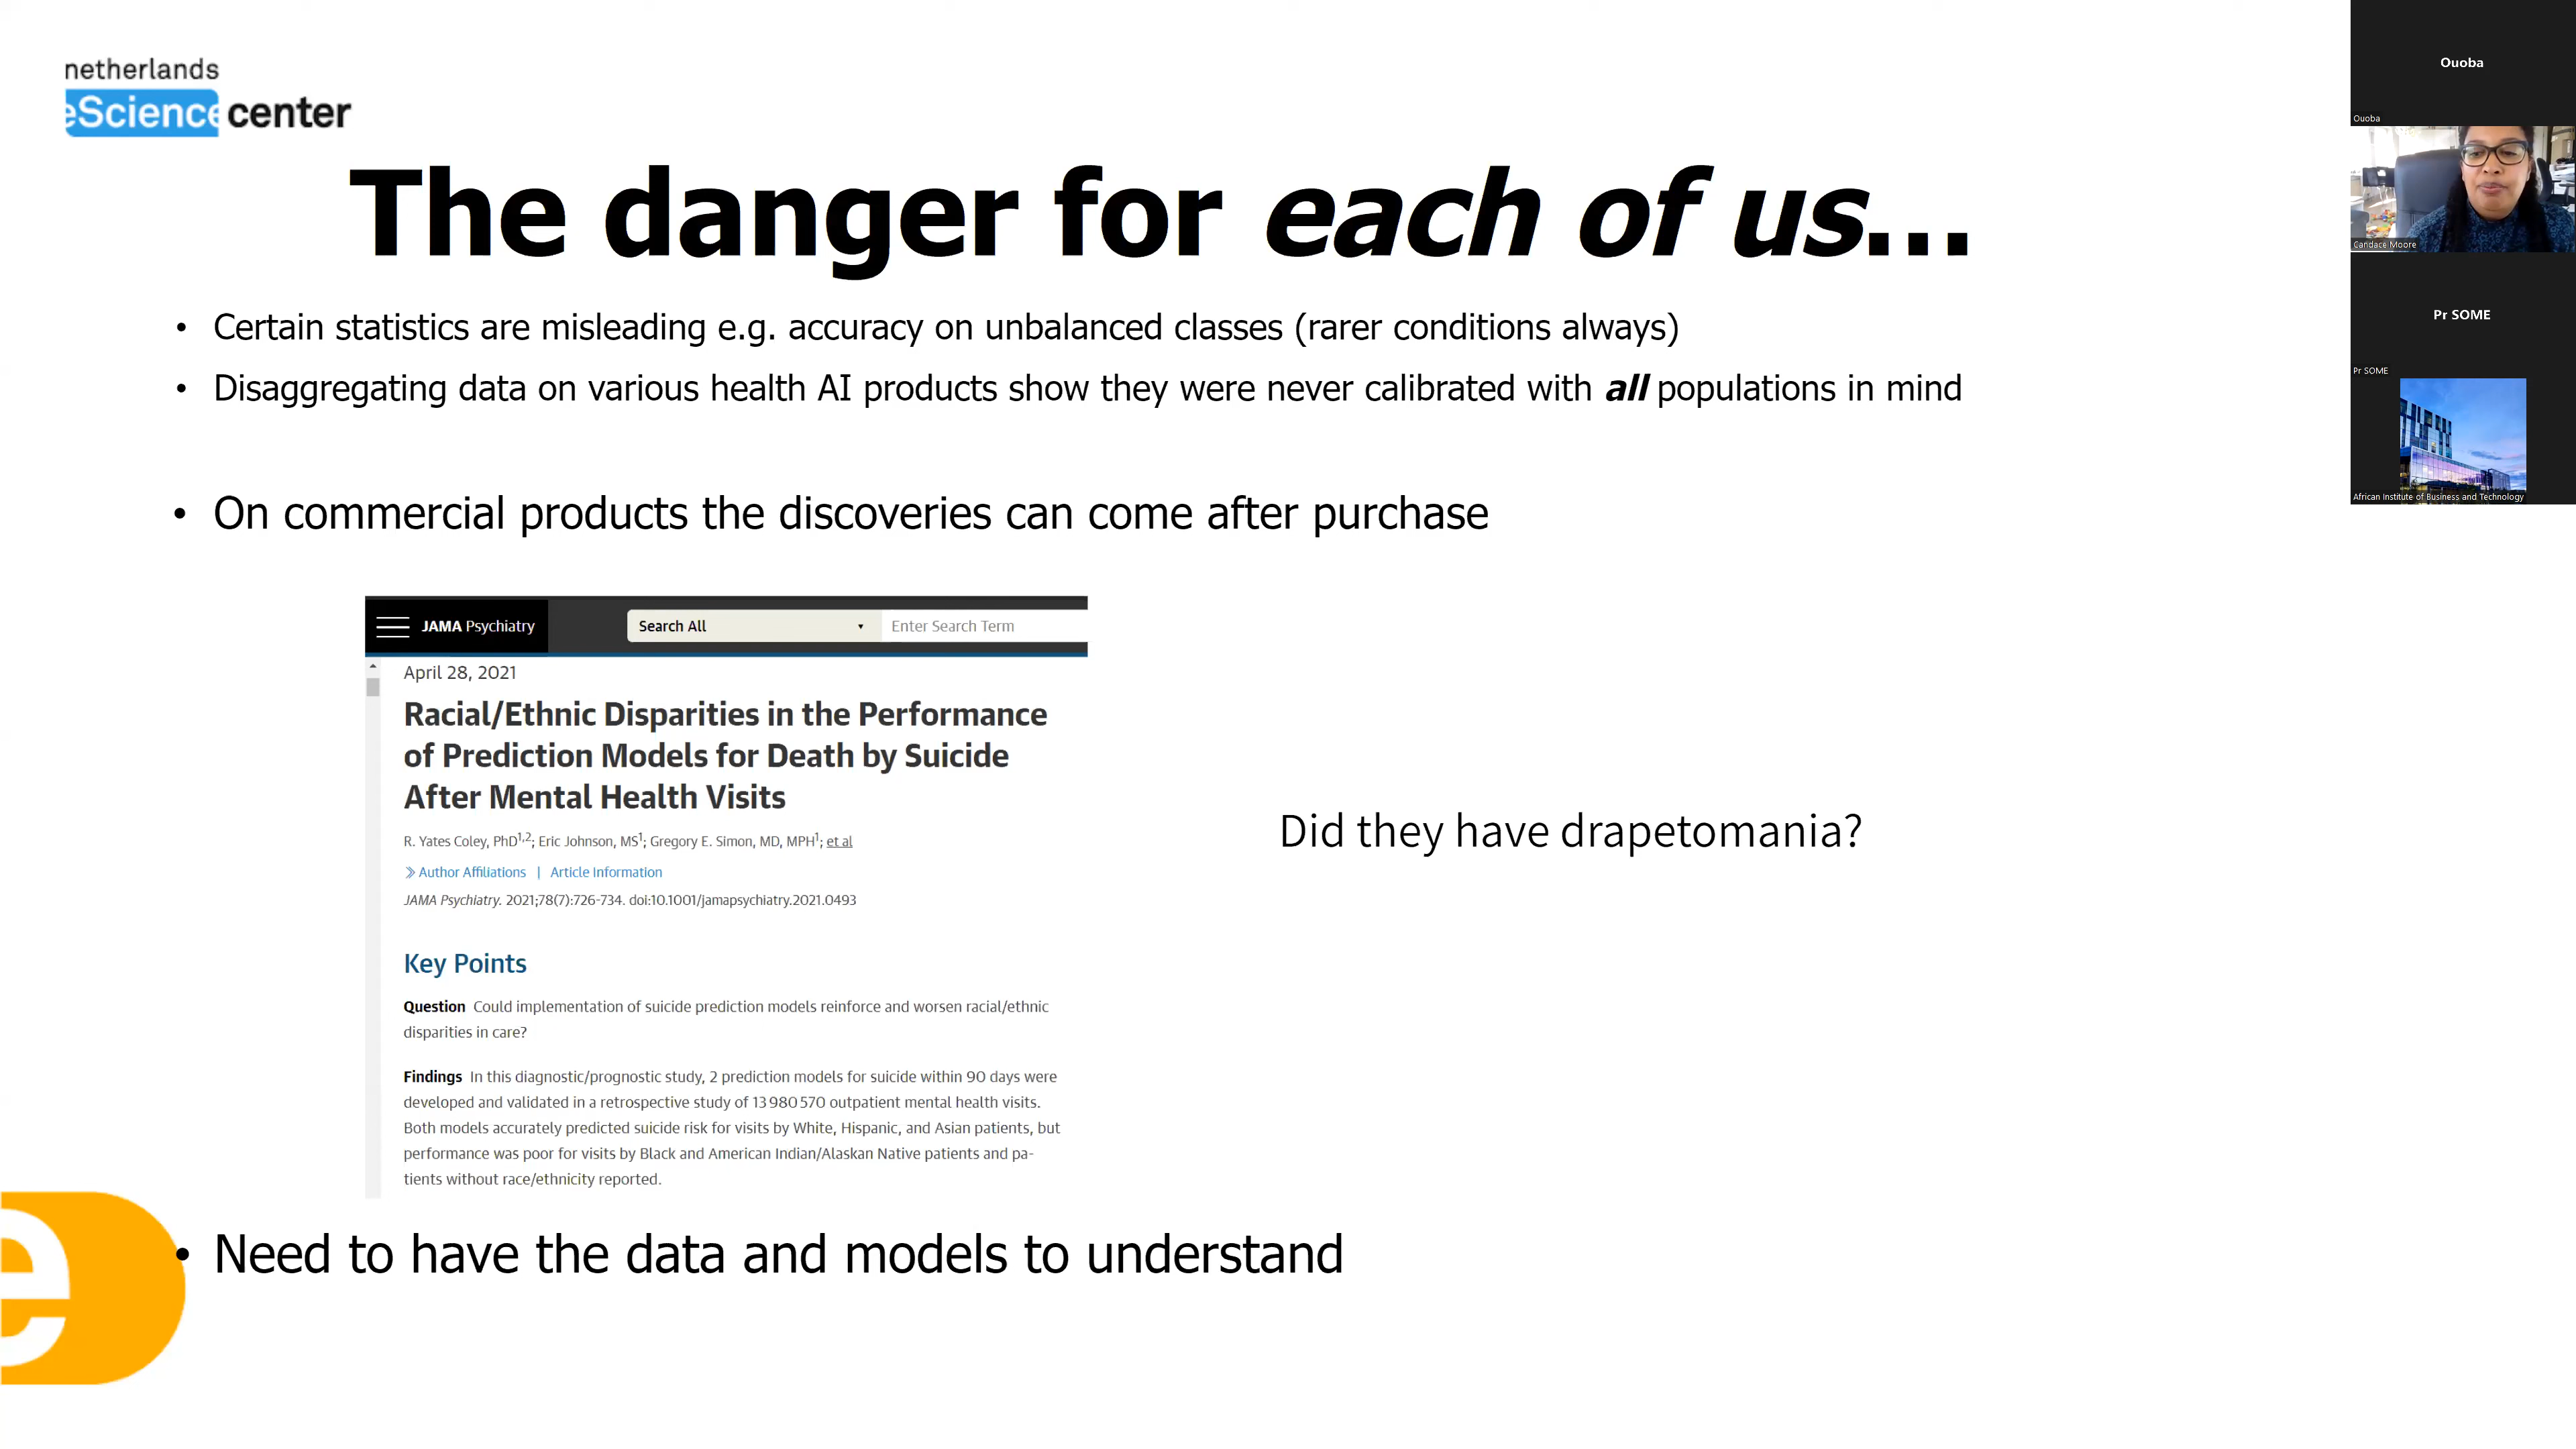 netherlands
eScience center
The danger for each of us...
• Certain statistics are misleading e.g. accuracy on unbalanced classes (rarer conditions always)
• Disaggregating data on various health AI products show they were never calibrated with all populations in mind
• On commercial products the discoveries can come after purchase
JAMA Psychiatry
Search All
Enter Search Term
April 28, 2021
Racial/Ethnic Disparities in the Performance
of Prediction Models for Death by Suicide
After Mental Health Visits
R. Yates Coley, PhD1,2; Eric Johnson, MS1; Gregory E. Simon, MD, MPH1; et al
Author Affiliations | Article Information
JAMA Psychiatry. 2021;78(7):726-734. doi:10.1001/jamapsychiatry.2021.0493
Key Points
Question Could implementation of suicide prediction models reinforce and worsen racial/ethnic
disparities in care?
Findings In this diagnostic/prognostic study, 2 prediction models for suicide within 90 days were
developed and validated in a retrospective study of 13 980 570 outpatient mental health visits.
Both models accurately predicted suicide risk for visits by White, Hispanic, and Asian patients, but
performance was poor for visits by Black and American Indian/Alaskan Native patients and pa-
tients without race/ethnicity reported.
Did they have drapetomania?
• Need to have the data and models to understand
e
Ouoba
Ouoba
Candace Moore
Pr SOME
Pr SOME
African Institute of Business and Technology